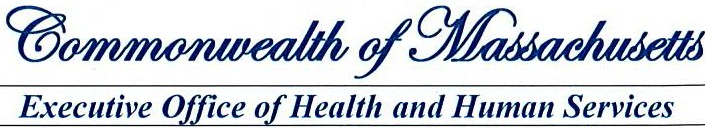 Commonwealth of Massachusetts
Executive Office of Health and Human Services